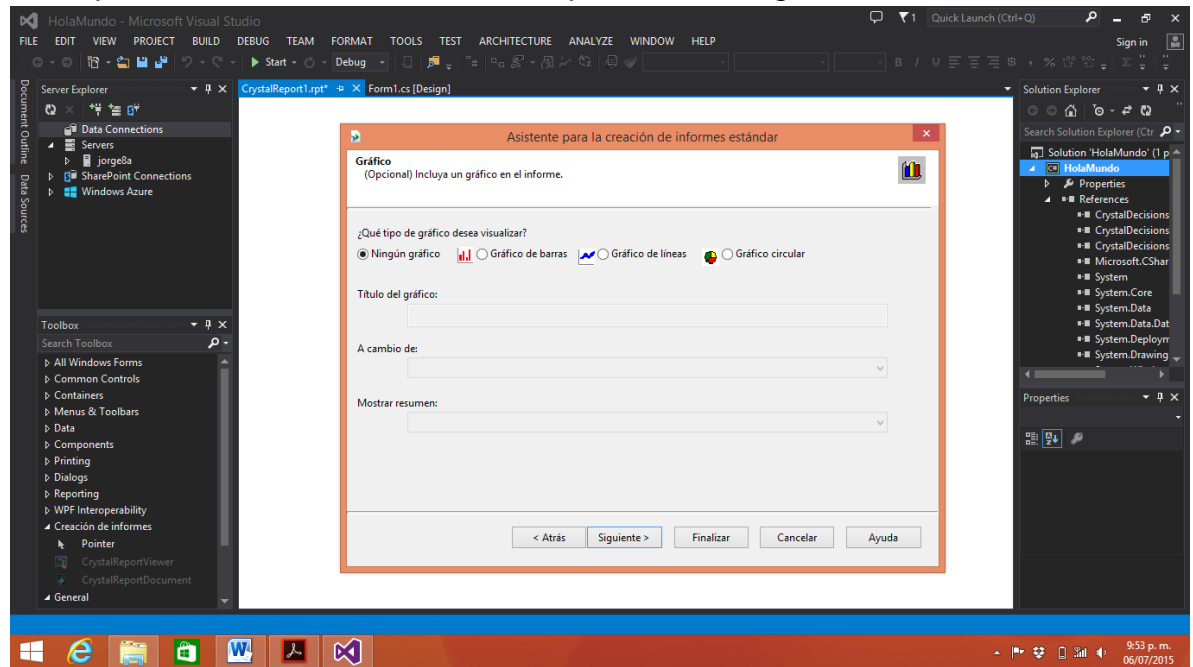 HolaMundo - Microsoft Visual Studio
1
Quick Launch (Ctrl+Q)
FILE EDIT VIEW PROJECT BUILD DEBUG TEAM FORMAT TOOLS TEST ARCHITECTURE ANALYZE WINDOW HELP
Sign in
Start
Debug
Document Outline
Data Sources
Server Explorer
Data Connections
Servers
jorge8a
SharePoint Connections
Windows Azure
Toolbox
Search Toolbox
All Windows Forms
Common Controls
Containers
Menus & Toolbars
Data
Components
Printing
Dialogs
Reporting
WPF Interoperability
Creación de informes
Pointer
CrystalReportViewer
CrystalReportDocument
General
CrystalReport1.rpt*
Form1.cs [Design]
Asistente para la creación de informes estándar
Gráfico
(Opcional) Incluya un gráfico en el informe.
¿Qué tipo de gráfico desea visualizar?
Ningún gráfico Gráfico de barras Gráfico de líneas Gráfico circular
Título del gráfico:
A cambio de:
Mostrar resumen:
< Atrás Siguiente > Finalizar Cancelar Ayuda
Solution Explorer
Search Solution Explorer (Ctr
Solution 'HolaMundo' (1 p
HolaMundo
Properties
References
CrystalDecisions
CrystalDecisions
CrystalDecisions
Microsoft.CShar
System
System.Core
System.Data
System.Data.Dat
System.Deploym
System.Drawing
Properties
9:53 p. m.
06/07/2015